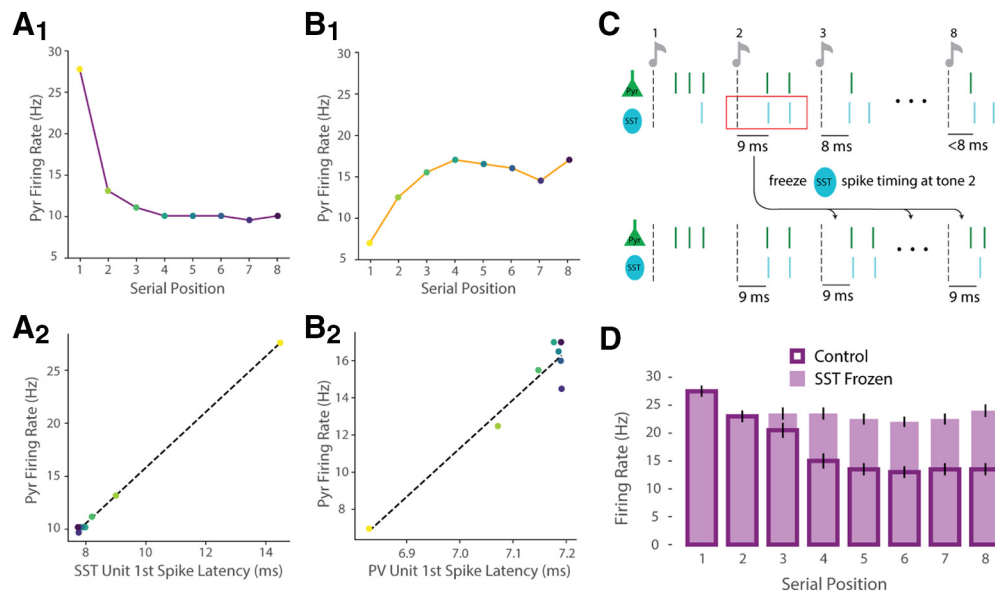 A1
Pyr Firing Rate (Hz)
30
25
20
15
10
5
1 2 3 4 5 6 7 8
Serial Position
B1
Pyr Firing Rate (Hz)
30
25
20
15
10
5
1 2 3 4 5 6 7 8
Serial Position
C
1 2 3 8
Pyr
SST
9 ms 8 ms <8 ms
freeze SST spike timing at tone 2
Pyr
SST
9 ms 9 ms 9 ms
A2
Pyr Firing Rate (Hz)
25
20
15
10
8 10 12 14
SST Unit 1st Spike Latency (ms)
B2
Pyr Firing Rate (Hz)
16
14
12
10
8
6.9 7.0 7.1 7.2
PV Unit 1st Spike Latency (ms)
D
Control
SST Frozen
Firing Rate (Hz)
30
25
20
15
10
5
0
1 2 3 4 5 6 7 8
Serial Position